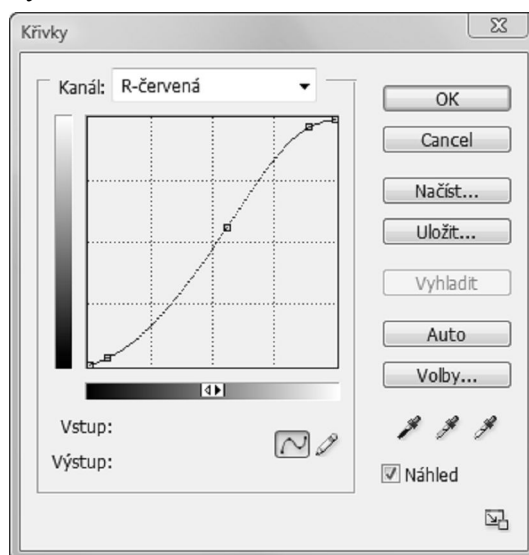 Křivky
Kanál: R-červená
OK
Cancel
Načíst...
Uložit...
Vyhladit
Auto
Volby...
Vstup:
Výstup:
Náhled